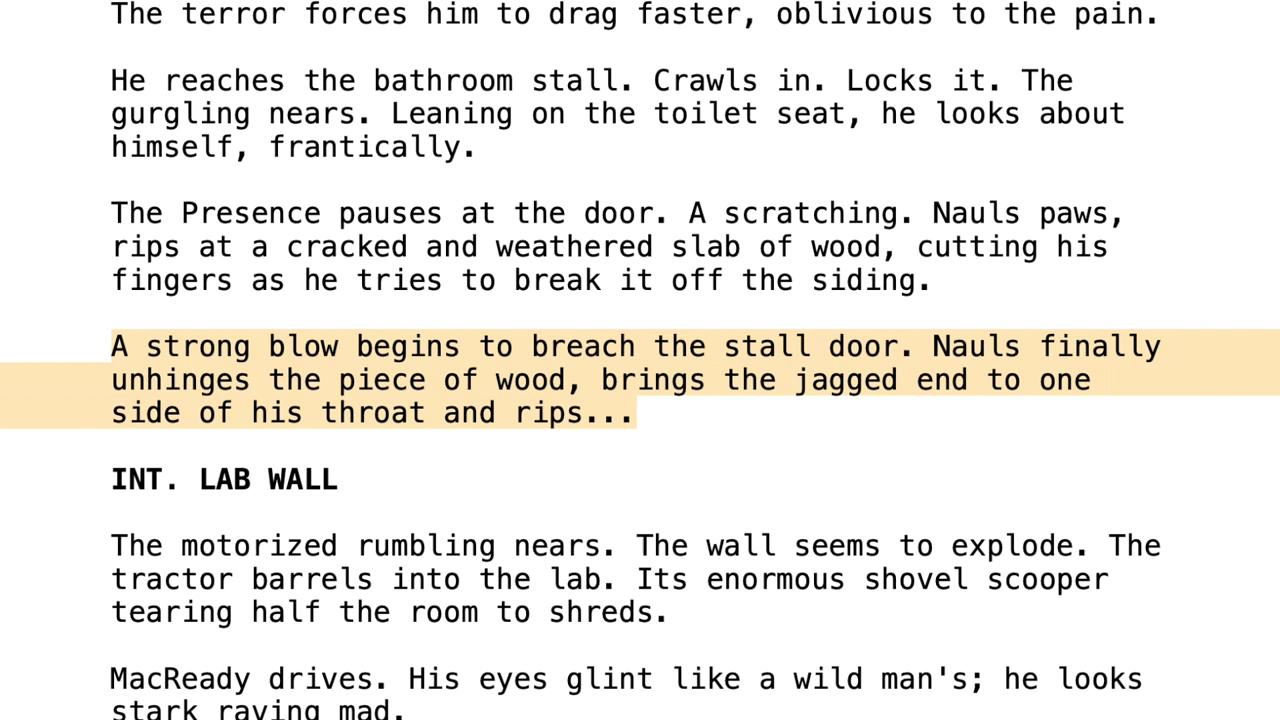 The terror forces him to drag faster, oblivious to the pain.
He reaches the bathroom stall. Crawls in. Locks it. The
gurgling nears. Leaning on the toilet seat, he looks about
himself, frantically.
The Presence pauses at the door. A scratching. Nauls paws,
rips at a cracked and weathered slab of wood, cutting his
fingers as he tries to break it off the siding.
A strong blow begins to breach the stall door. Nauls finally
unhinges the piece of wood, brings the jagged end to one
side of his throat and rips...
INT. LAB WALL
The motorized rumbling nears. The wall seems to explode. The
tractor barrels into the lab. Its enormous shovel scooper
tearing half the room to shreds.
MacReady drives. His eyes glint like a wild man's; he looks
stark raving mad.